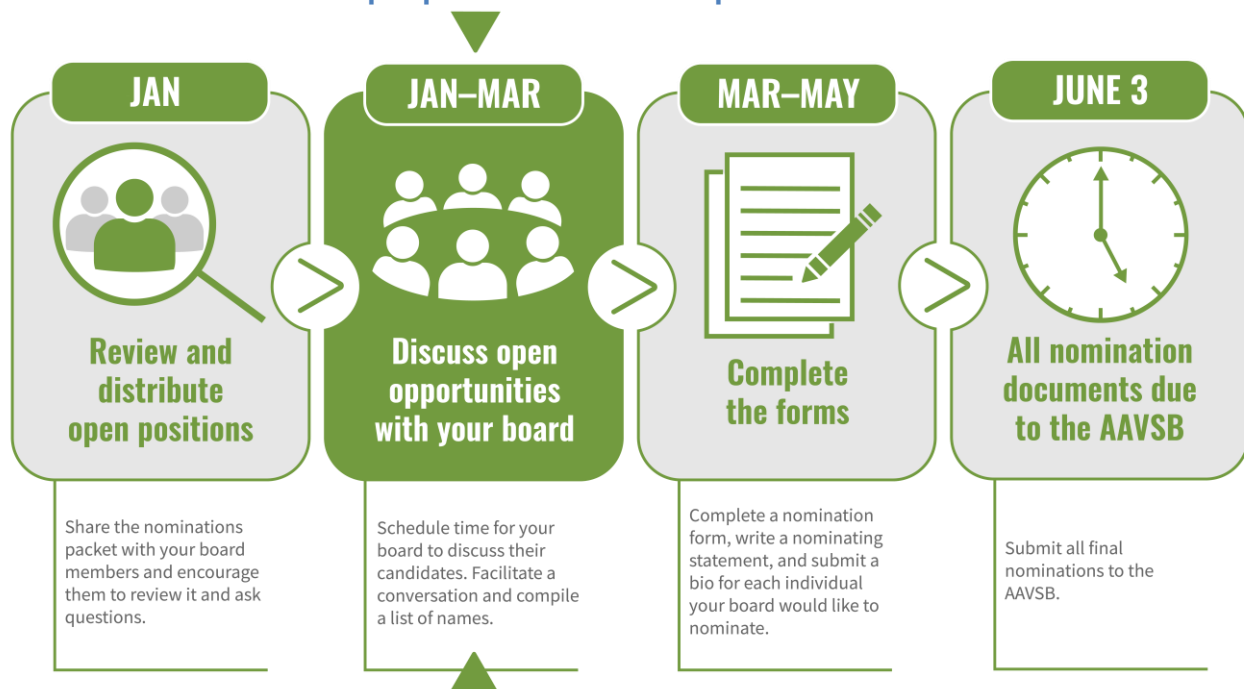 JAN
Review and
distribute
open positions
Share the nominations
packet with your board
members and encourage
them to review it and ask
questions.
JAN–MAR
Discuss open
opportunities
with your board
Schedule time for your
board to discuss their
candidates. Facilitate a
conversation and compile
a list of names.
MAR–MAY
Complete
the forms
Complete a nomination
form, write a nominating
statement, and submit a
bio for each individual
your board would like to
nominate.
JUNE 3
All nomination
documents due
to the AAVSB
Submit all final
nominations to the
AAVSB.